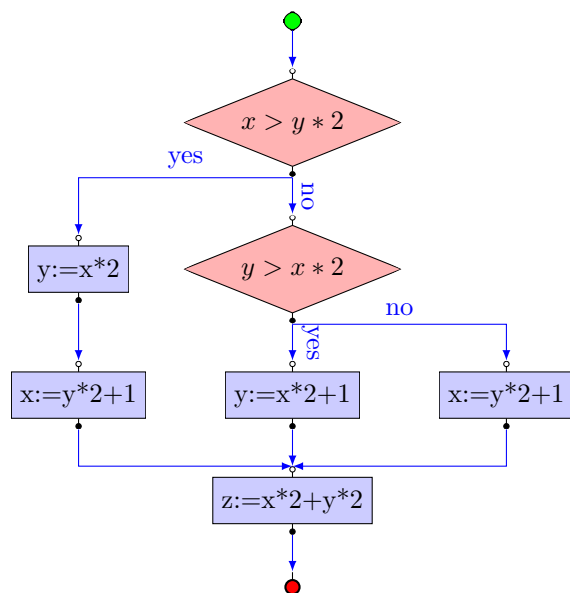 x > y * 2
yes
no
y:=x*2
y > x * 2
no
yes
x:=y*2+1
y:=x*2+1
x:=y*2+1
z:=x*2+y*2